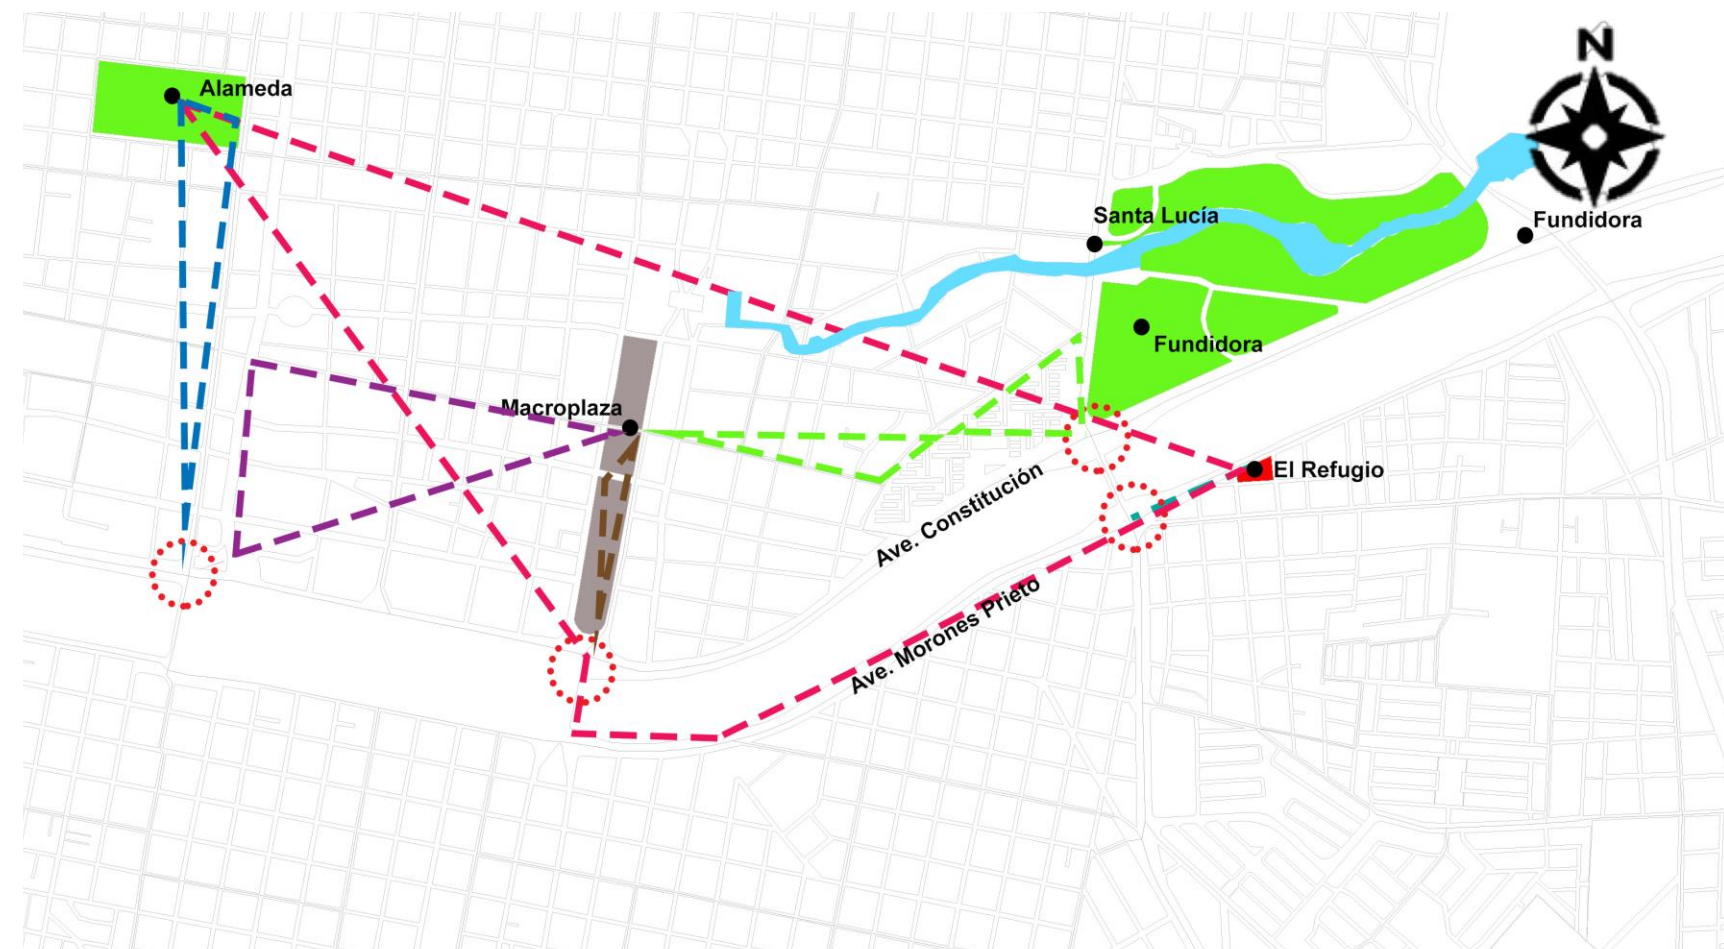 N
Alameda
Santa Lucía
Fundidora
Fundidora
Macroplaza
El Refugio
Ave. Constitución
Ave. Morones Prieto